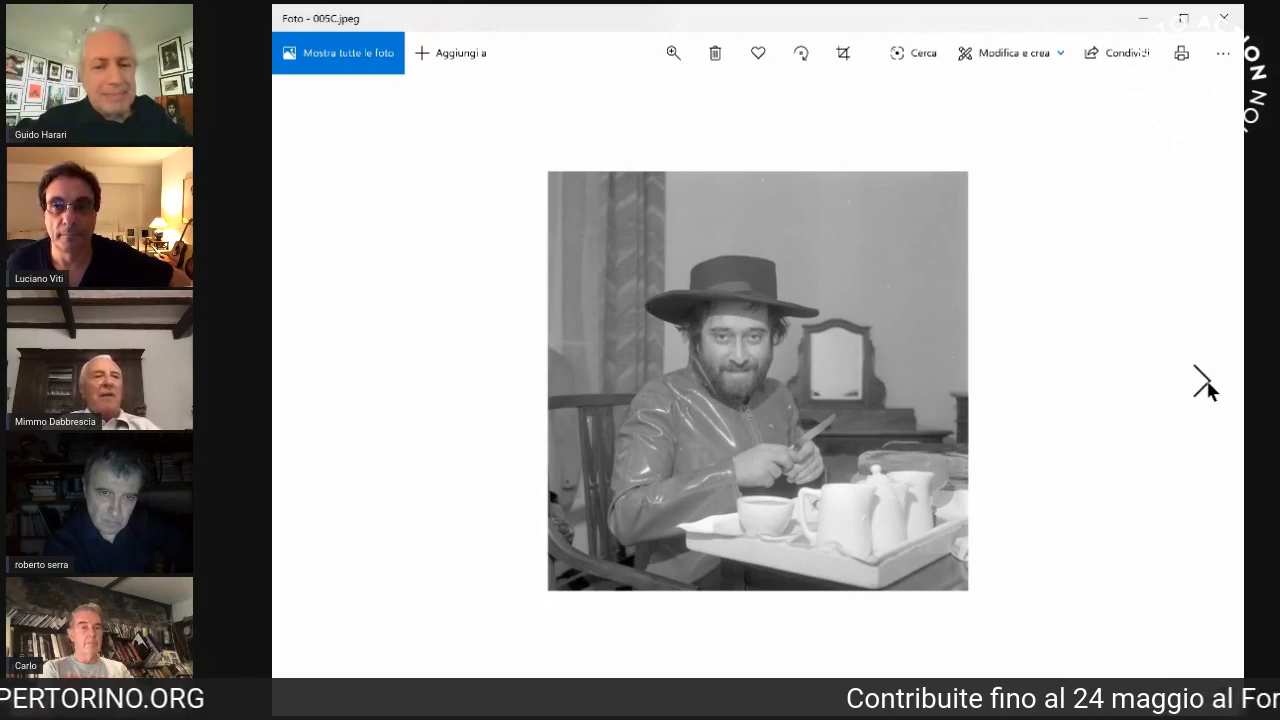 Foto - 005C.jpeg
Mostra tutte le foto
Aggiungi a
Cerca
Modifica e crea
Condividi
Guido Harari
Luciano Viti
Mimmo Dabbrescia
roberto serra
Carlo
PERTORINO.ORG
Contribuite fino al 24 maggio al For